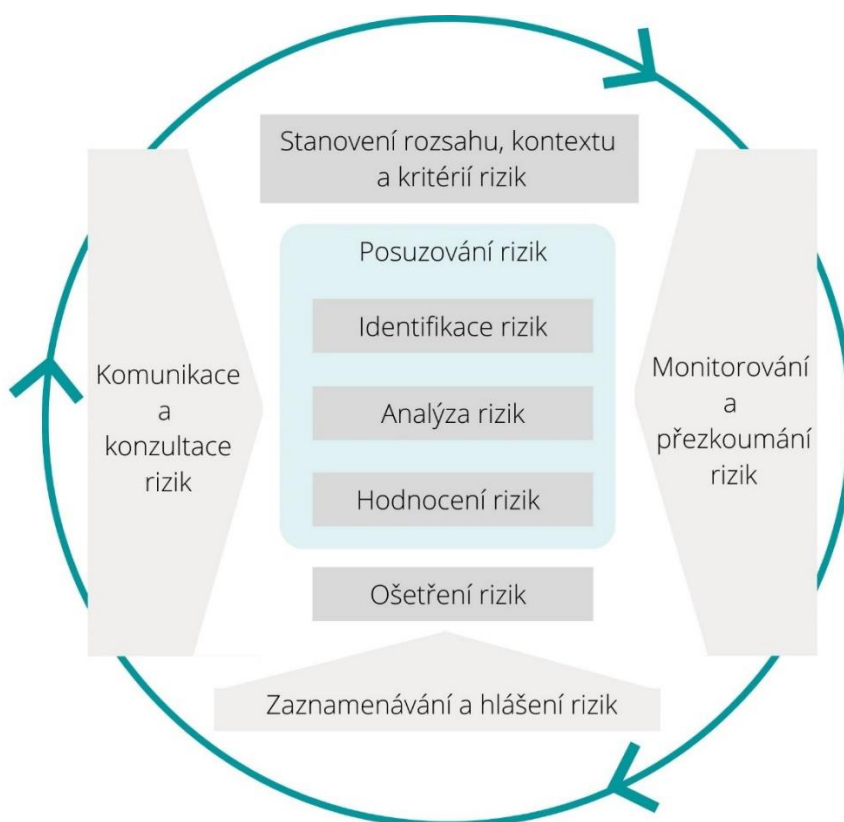 Stanovení rozsahu, kontextu
a kritérií rizik
Posuzování rizik
Identifikace rizik
Analýza rizik
Hodnocení rizik
Ošetření rizik
Komunikace
a
konzultace
rizik
Monitorování
a
přezkoumání
rizik
Zaznamenávání a hlášení rizik